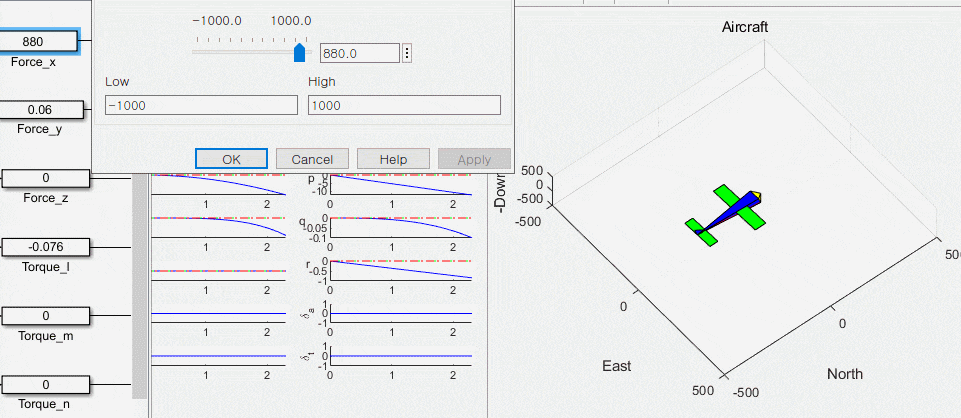 880
Force_x
0.06
Force_y
0
Force_z
-0.076
Torque_l
0
Torque_m
0
Torque_n
-1000.0 1000.0
880.0
Low High
-1000 1000
OK Cancel Help Apply
1 2
p 0
-5
-10
0 1 2
1 2
q 0
-0.05
-0.1
0 1 2
1 2
r 0
-0.5
-1
0 1 2
1 2
δa 1
0
-1
0 1 2
1 2
δt 1
0
-1
0 1 2
Aircraft
-Down
500
0
-500
-500
0
500
East
-500
0
50
North